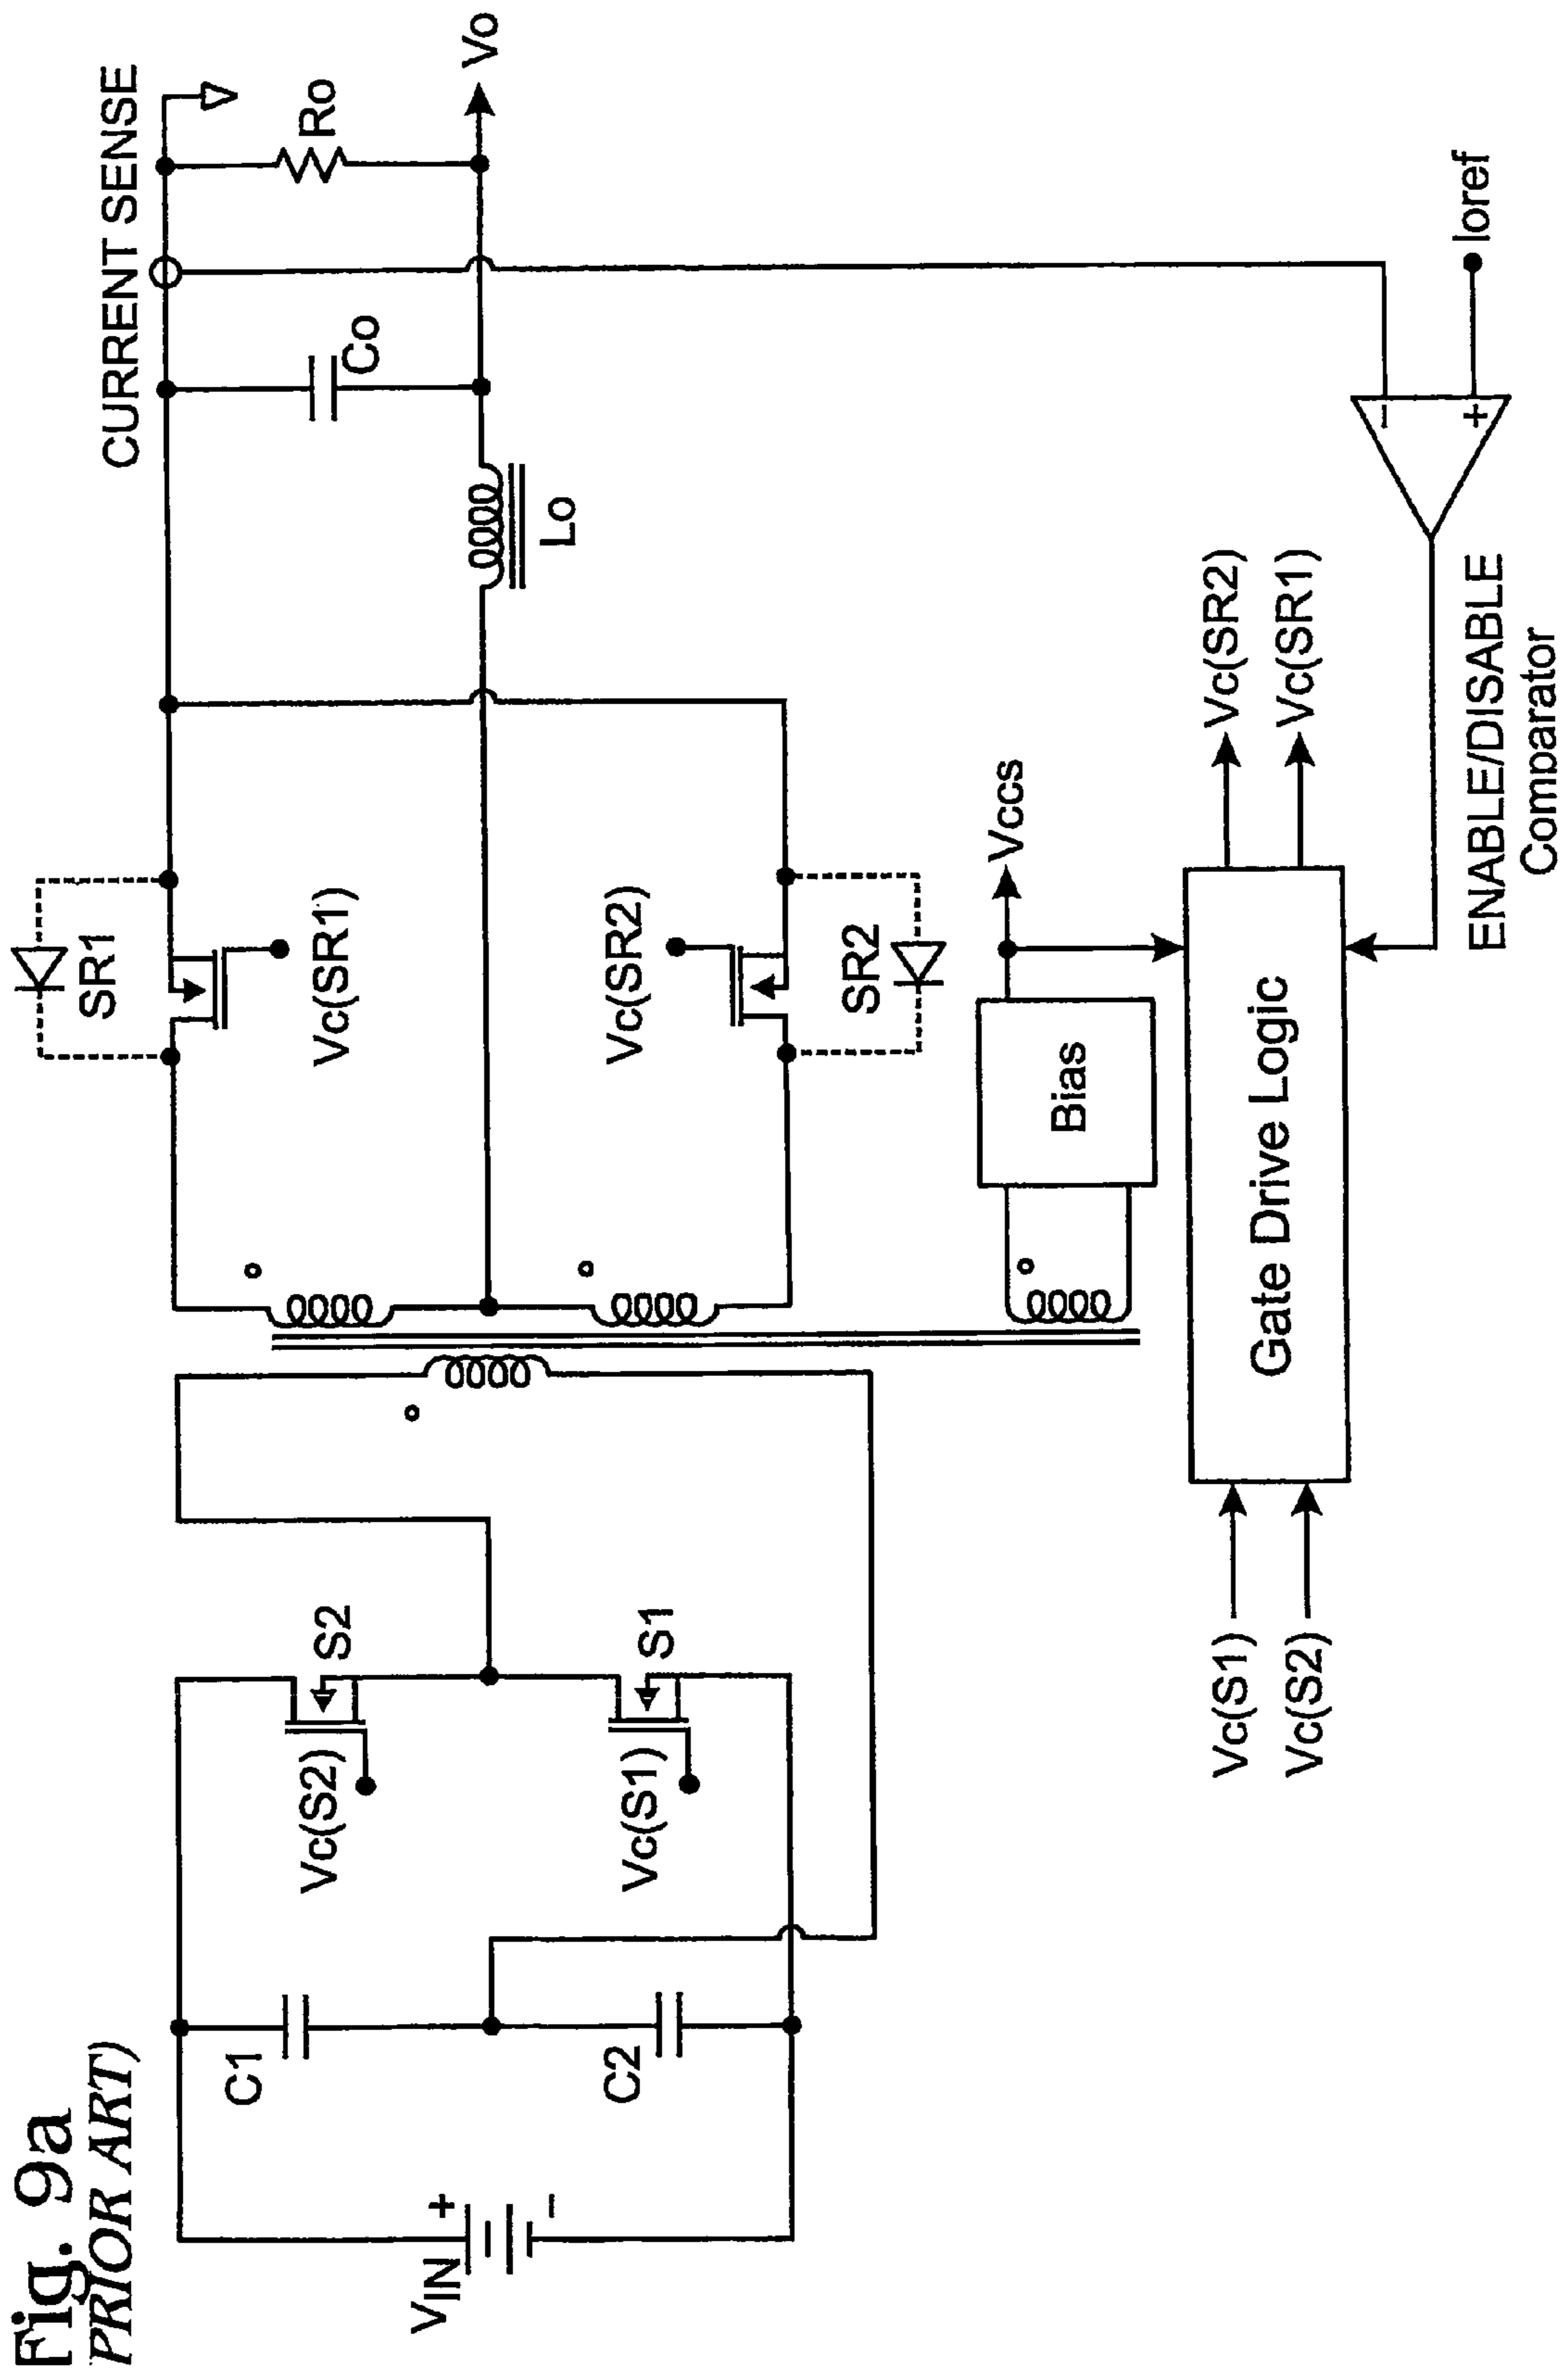 Fig. 9a
(PRIOR ART)
CURRENT SENSE
SR1
Vc(SR1)
C1
S2
Vc(S2)
Ro
Co
VIN
+
−
Lo
Vo
Vc(SR2)
C2
S1
Vc(S1)
SR2
Bias
Vccs
Vc(S1)
Vc(S2)
Gate Drive Logic
Vc(SR2)
Vc(SR1)
−
+
Ioref
ENABLE/DISABLE
Comparator